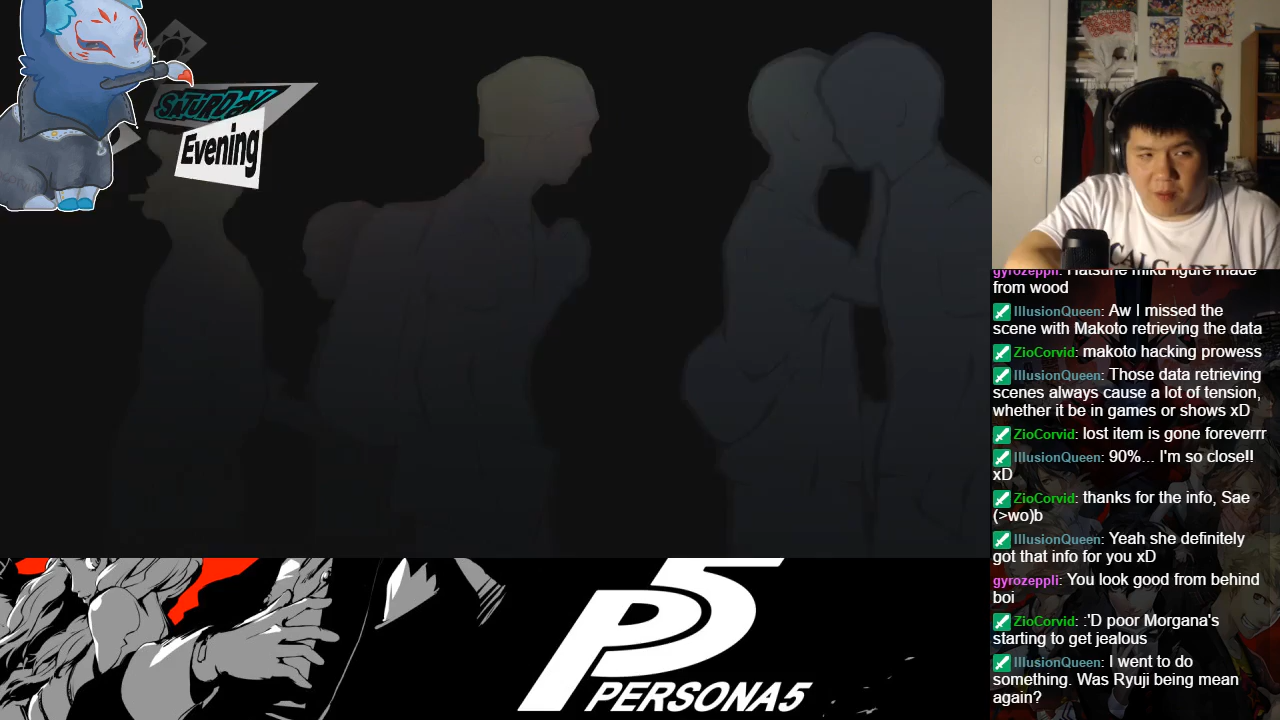 SATURDAY
Evening
CALGARY
gyrozeppli: Hatsune miku figure made
from wood
IllusionQueen: Aw I missed the
scene with Makoto retrieving the data
ZioCorvid: makoto hacking prowess
IllusionQueen: Those data retrieving
scenes always cause a lot of tension,
whether it be in games or shows xD
ZioCorvid: lost item is gone foreverrr
IllusionQueen: 90%... I'm so close!!
xD
ZioCorvid: thanks for the info, Sae
(>wo)b
IllusionQueen: Yeah she definitely
got that info for you xD
gyrozeppli: You look good from behind
boi
ZioCorvid: :'D poor Morgana's
starting to get jealous
IllusionQueen: I went to do
something. Was Ryuji being mean
again?
P5
PERSONA5